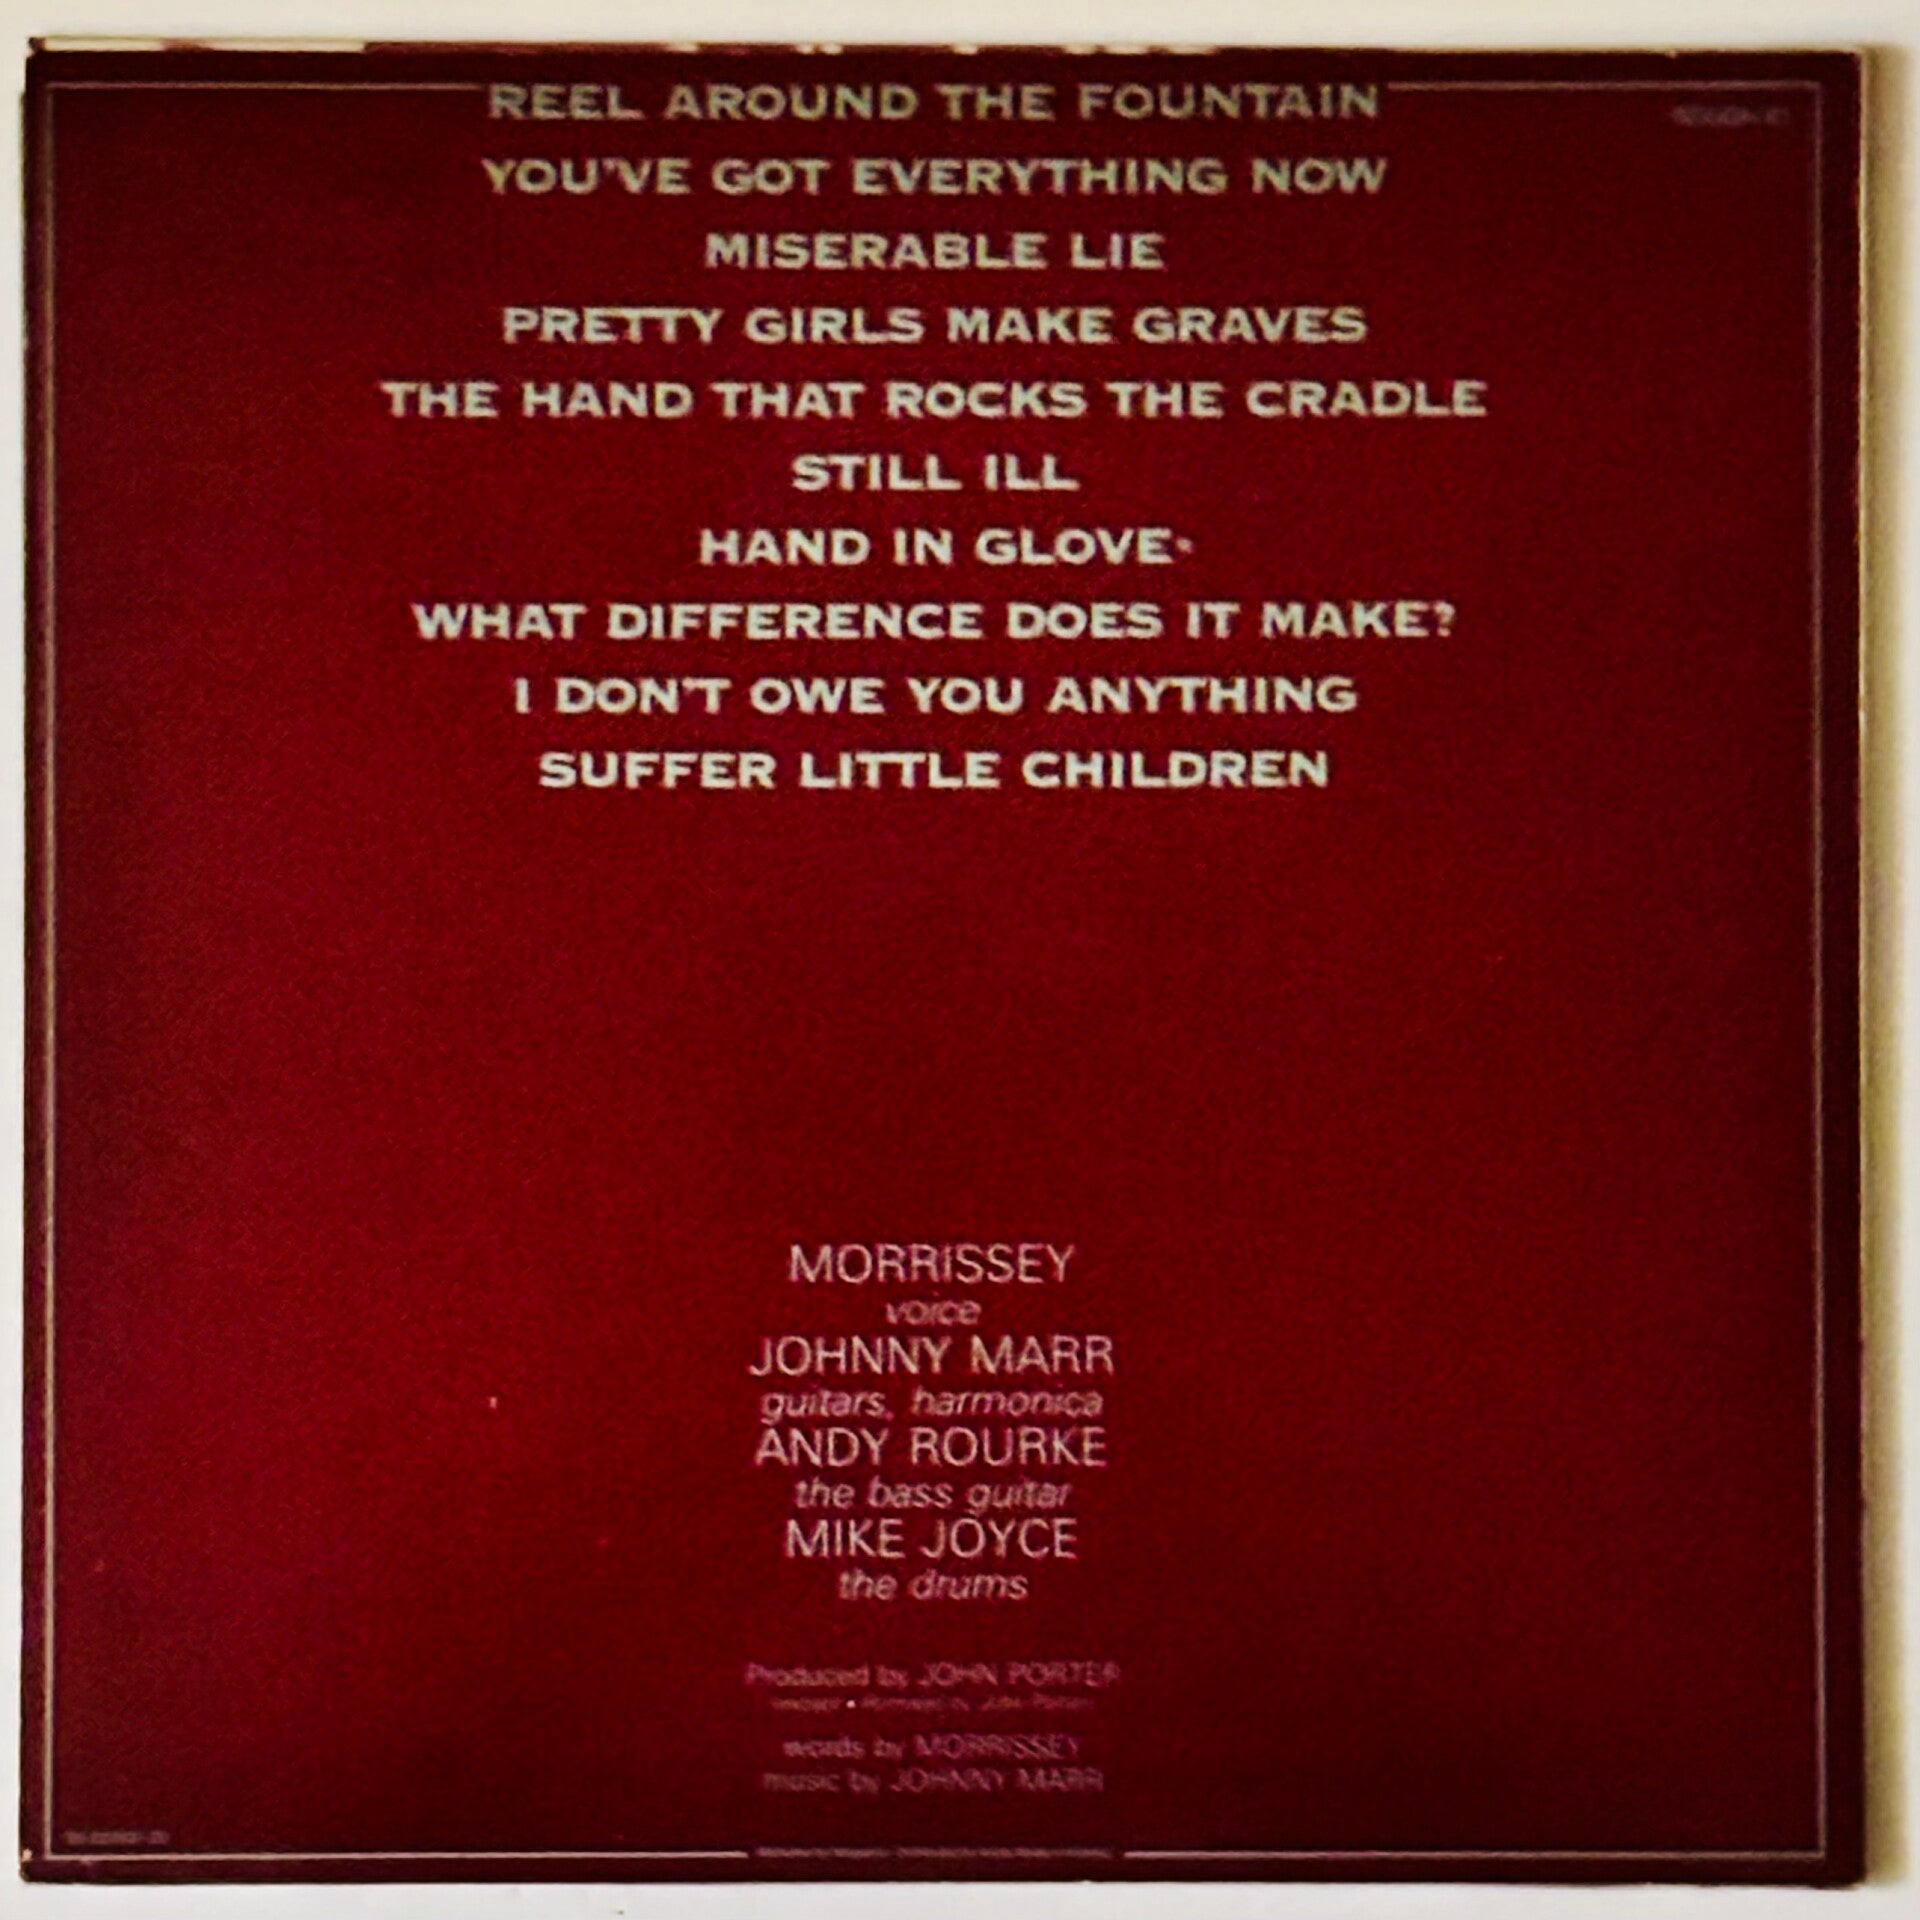 REEL AROUND THE FOUNTAIN
YOU'VE GOT EVERYTHING NOW
MISERABLE LIE
PRETTY GIRLS MAKE GRAVES
THE HAND THAT ROCKS THE CRADLE
STILL ILL
HAND IN GLOVE•
WHAT DIFFERENCE DOES IT MAKE?
I DON'T OWE YOU ANYTHING
SUFFER LITTLE CHILDREN
MORRISSEY
voice
JOHNNY MARR
guitars, harmonica
ANDY ROURKE
the bass guitar
MIKE JOYCE
the drums
Produced by JOHN PORTER
words by MORRISSEY
music by JOHNNY MARR